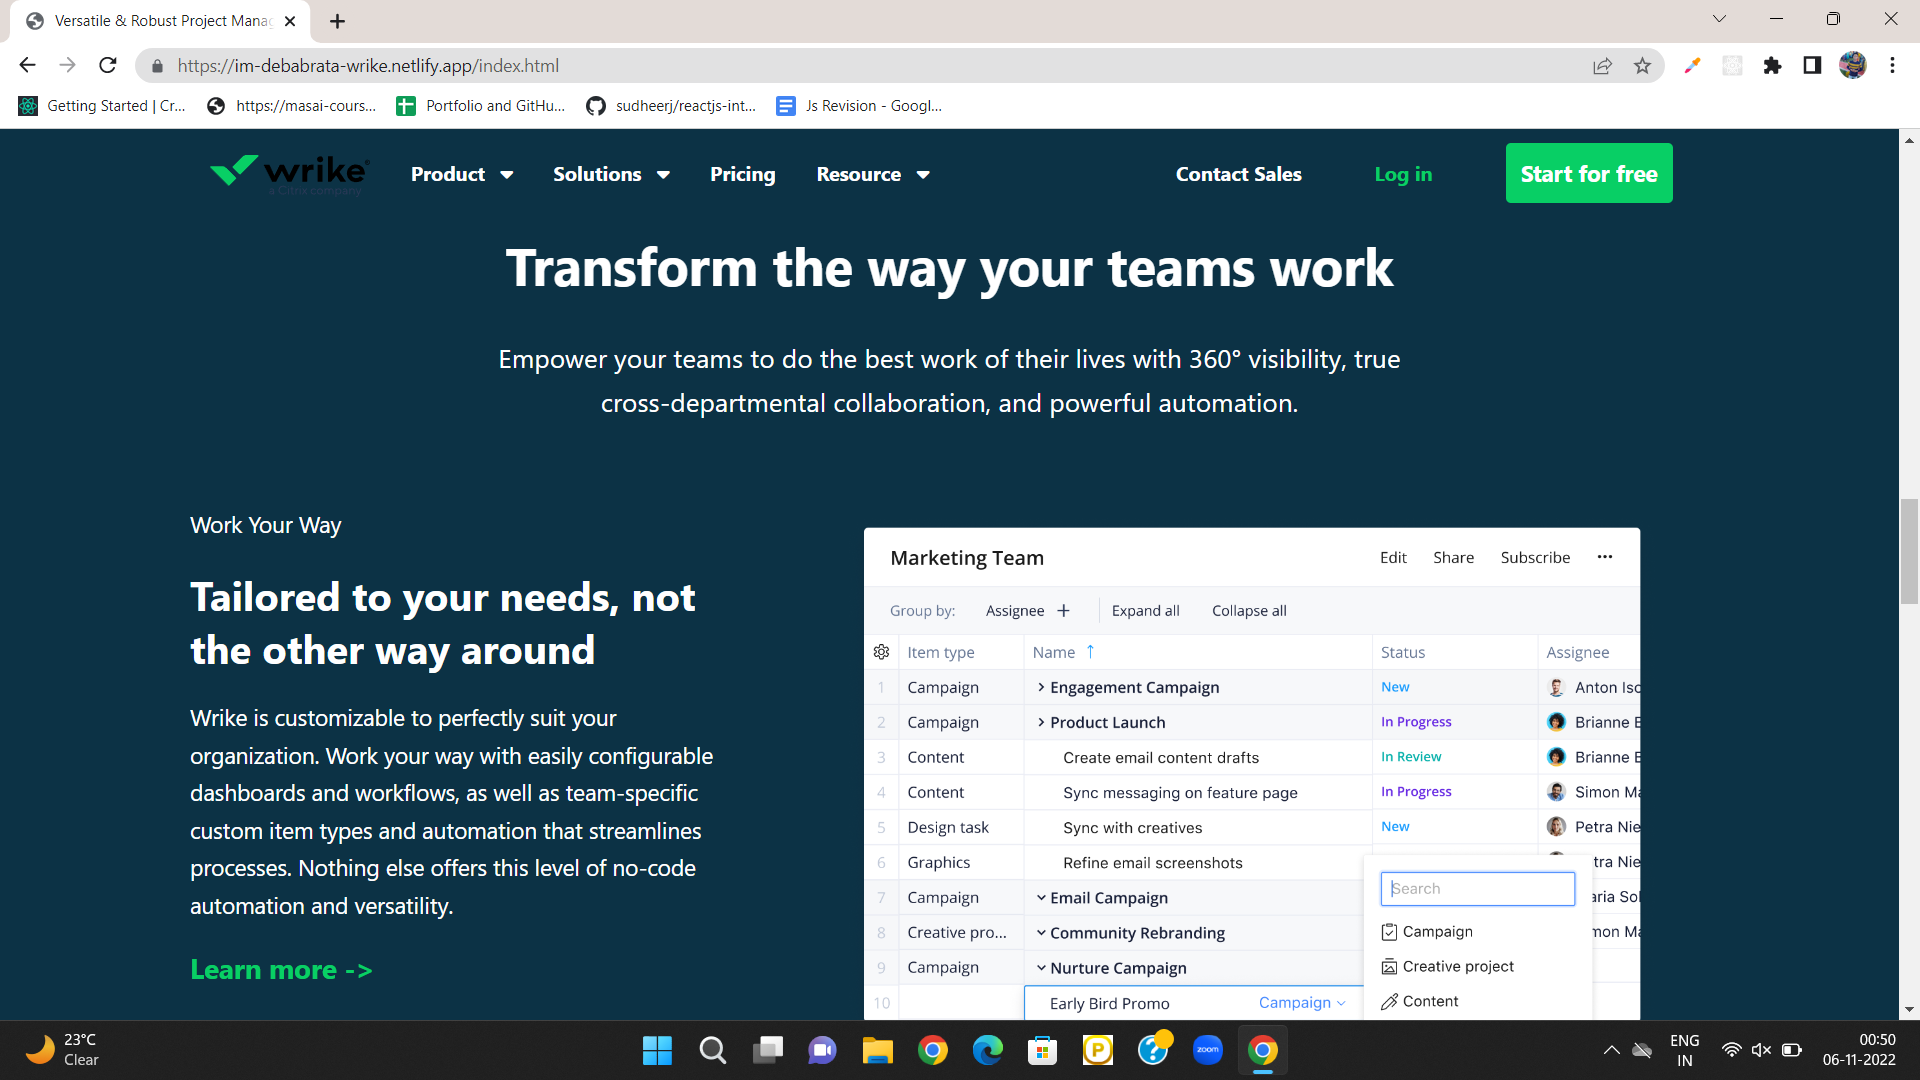 Versatile & Robust Project Mana
https://im-debabrata-wrike.netlify.app/index.html
Getting Started | Cr...
https://masai-cours...
Portfolio and GitHu...
sudheerj/reactjs-int...
Js Revision - Googl...
wrike
a Citrix company
Product
Solutions
Pricing
Resource
Contact Sales
Log in
Start for free
Transform the way your teams work
Empower your teams to do the best work of their lives with 360° visibility, true
cross-departmental collaboration, and powerful automation.
Work Your Way
Tailored to your needs, not
the other way around
Wrike is customizable to perfectly suit your
organization. Work your way with easily configurable
dashboards and workflows, as well as team-specific
custom item types and automation that streamlines
processes. Nothing else offers this level of no-code
automation and versatility.
Learn more ->
Marketing Team
Edit Share Subscribe ...
Group by: Assignee + Expand all Collapse all
Item type Name ↑ Status Assignee
1 Campaign > Engagement Campaign New Anton Iso
2 Campaign > Product Launch In Progress Brianne E
3 Content Create email content drafts In Review Brianne E
4 Content Sync messaging on feature page In Progress Simon Ma
5 Design task Sync with creatives New Petra Nie
6 Graphics Refine email screenshots tra Nie
7 Campaign Email Campaign aria Sol
8 Creative pro... Community Rebranding mon Ma
9 Campaign Nurture Campaign
10 Early Bird Promo Campaign
Search
Campaign
Creative project
Content
23°C
Clear
zoom
ENG
IN
00:50
06-11-2022